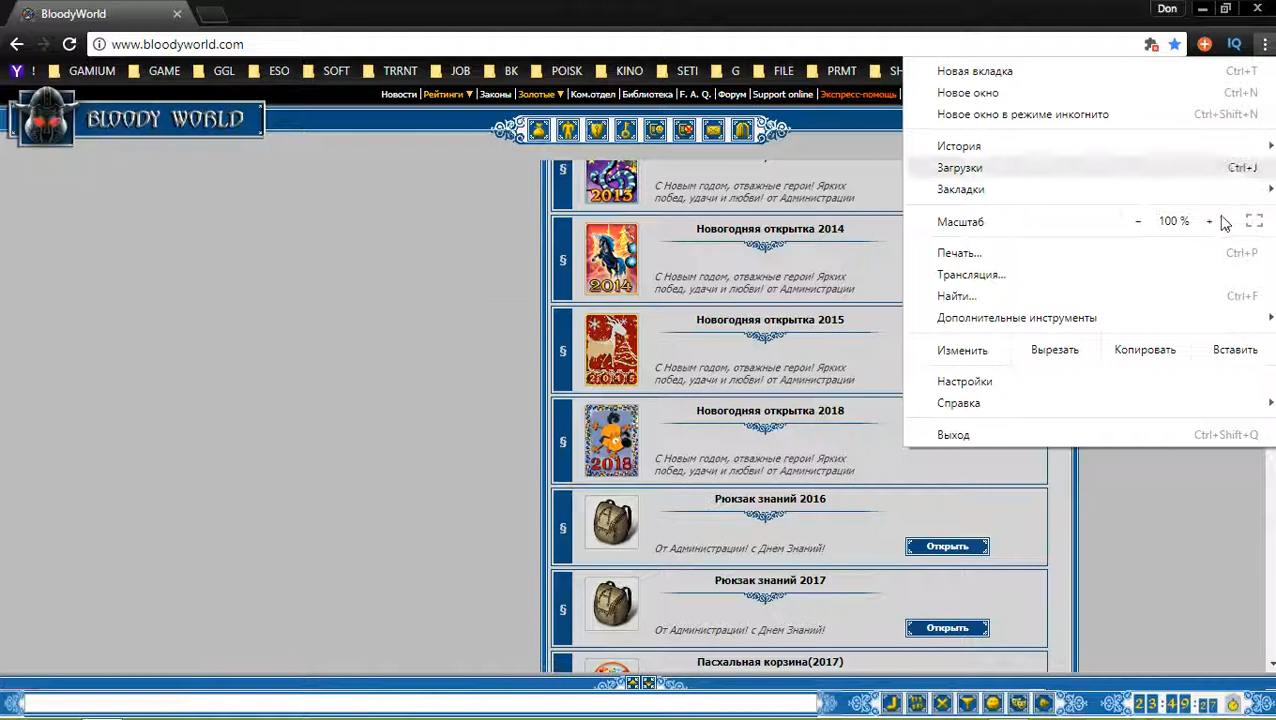 BloodyWorld
Don
www.bloodyworld.com
IQ
Y ! GAMIUM GAME GGL ESO SOFT TRRNT JOB BK POISK KINO SETI G FILE PRMT
Новости Рейтинги ▼ Законы Золотые ▼ Ком.отдел Библиотека F. A. Q. Форум Support online Экспресс-помощь
BLOODY WORLD
Новая вкладка Ctrl+T
Новое окно Ctrl+N
Новое окно в режиме инкогнито Ctrl+Shift+N
История
Загрузки Ctrl+J
Закладки
Масштаб - 100 % +
Печать... Ctrl+P
Трансляция...
Найти... Ctrl+F
Дополнительные инструменты
Изменить Вырезать Копировать Вставить
Настройки
Справка
Выход Ctrl+Shift+Q
§
2013
С Новым годом, отважные герои! Ярких
побед, удачи и любви! от Администрации
Новогодняя открытка 2014
§
2014
С Новым годом, отважные герои! Ярких
побед, удачи и любви! от Администрации
Новогодняя открытка 2015
§
2015
С Новым годом, отважные герои! Ярких
побед, удачи и любви! от Администрации
Новогодняя открытка 2018
§
2018
С Новым годом, отважные герои! Ярких
побед, удачи и любви! от Администрации
Рюкзак знаний 2016
§
A
От Администрации! с Днем Знаний!
Открыть
Рюкзак знаний 2017
§
A
От Администрации! с Днем Знаний!
Открыть
Пасхальная корзина(2017)
23:49:27